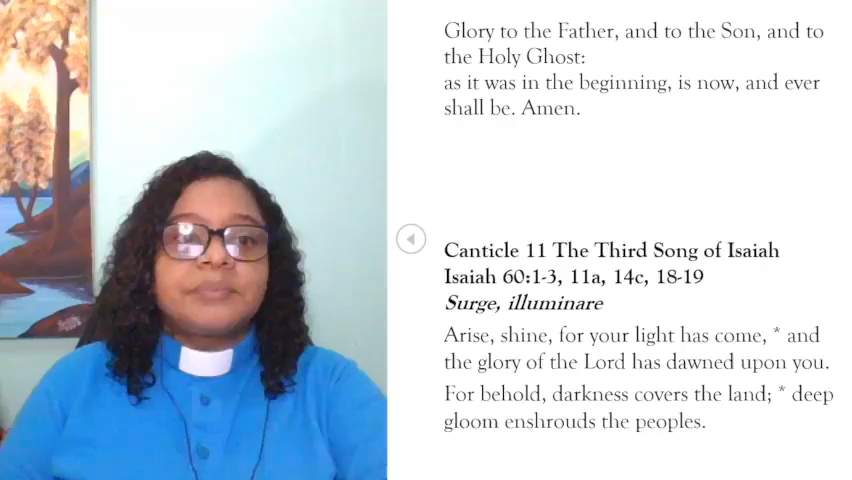 Glory to the Father, and to the Son, and to
the Holy Ghost:
as it was in the beginning, is now, and ever
shall be. Amen.
Canticle 11 The Third Song of Isaiah
Isaiah 60:1-3, 11a, 14c, 18-19
Surge, illuminare
Arise, shine, for your light has come, * and
the glory of the Lord has dawned upon you.
For behold, darkness covers the land; * deep
gloom enshrouds the peoples.